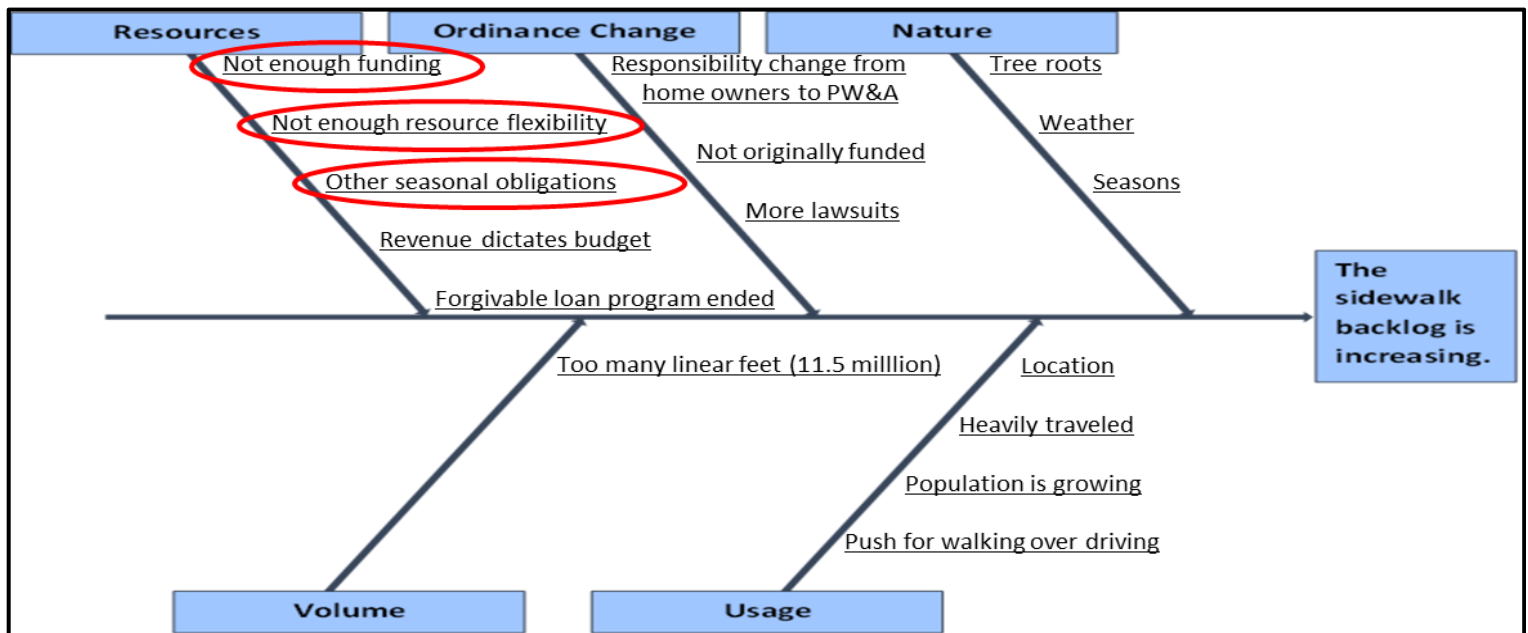 Resources
Ordinance Change
Nature
Not enough funding
Not enough resource flexibility
Other seasonal obligations
Revenue dictates budget
Forgivable loan program ended
Responsibility change from
home owners to PW&A
Not originally funded
More lawsuits
Tree roots
Weather
Seasons
The
sidewalk
backlog is
increasing.
Too many linear feet (11.5 milllion)
Location
Heavily traveled
Population is growing
Push for walking over driving
Volume
Usage